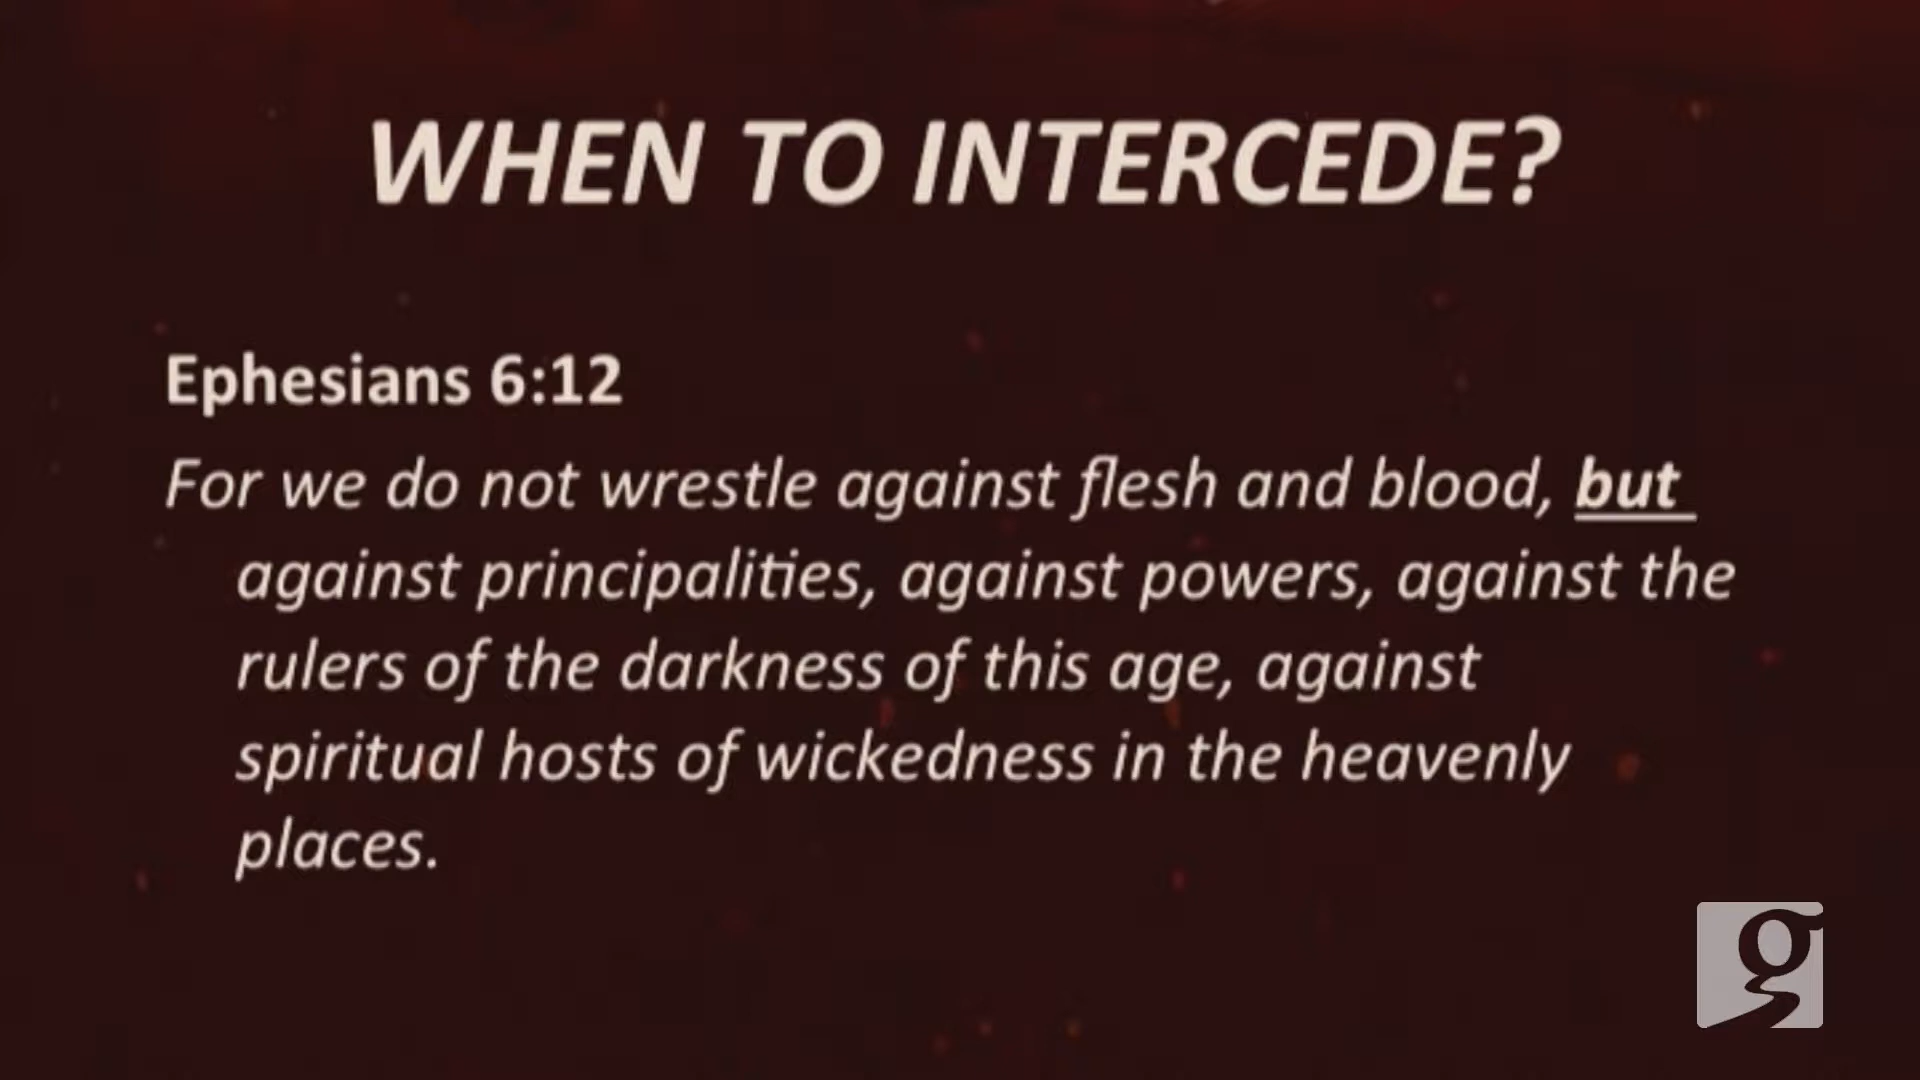 WHEN TO INTERCEDE?
Ephesians 6:12
For we do not wrestle against flesh and blood, but
against principalities, against powers, against the
rulers of the darkness of this age, against
spiritual hosts of wickedness in the heavenly
places.
g